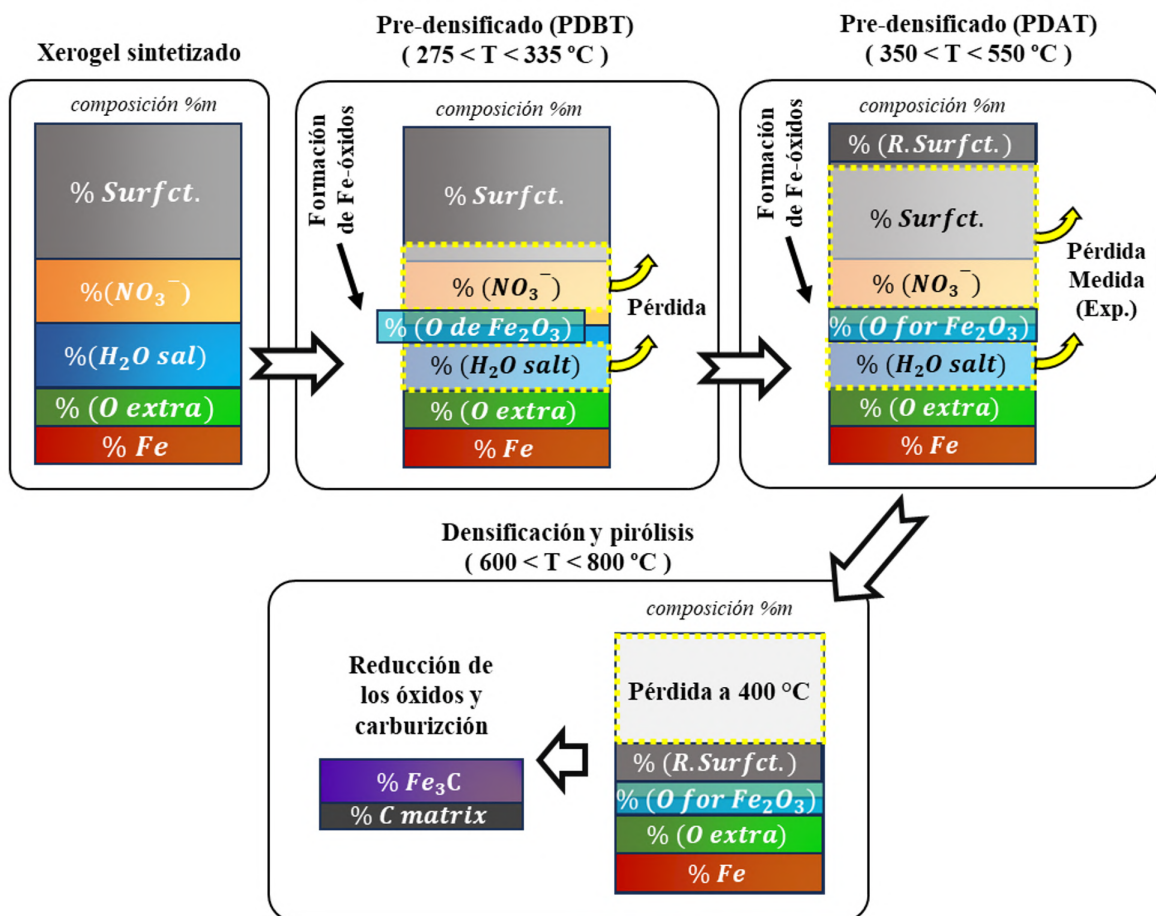 Xerogel sintetizado
composición %m
% Surfct.
%(NO₃⁻)
%(H₂O sal)
% (O extra)
% Fe
Pre-densificado (PDBT)
( 275 < T < 335 ºC )
Formación
de Fe-óxidos
composición %m
% Surfct.
% (NO₃⁻)
% (O de Fe₂O₃)
% (H₂O salt)
% (O extra)
% Fe
Pérdida
Pre-densificado (PDAT)
( 350 < T < 550 ºC )
Formación
de Fe-óxidos
composición %m
% (R.Surfct.)
% Surfct.
% (NO₃⁻)
% (O for Fe₂O₃)
% (H₂O salt)
% (O extra)
% Fe
Pérdida
Medida
(Exp.)
Densificación y pirólisis
( 600 < T < 800 ºC )
Reducción de
los óxidos y
carburizción
% Fe₃C
% C matrix
composición %m
Pérdida a 400 °C
% (R.Surfct.)
% (O for Fe₂O₃)
% (O extra)
% Fe